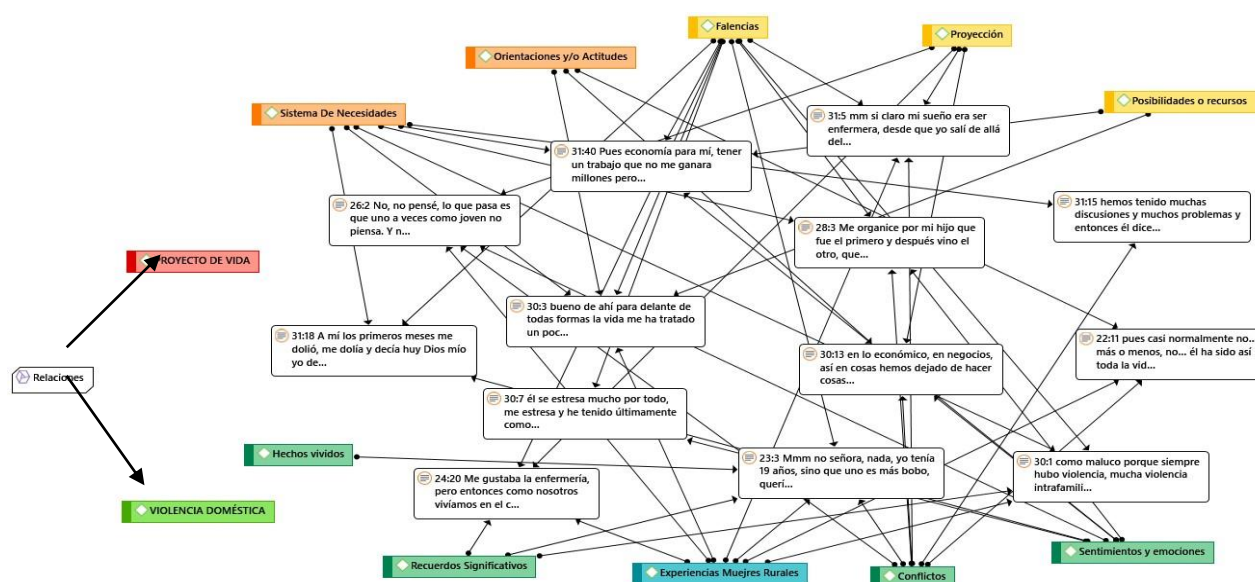 Falencias
Proyección
Orientaciones y/o Actitudes
Posibilidades o recursos
Sistema De Necesidades
31:5 mm si claro mi sueño era ser
enfermera, desde que yo salí de allá
del...
31:40 Pues economía para mí, tener
un trabajo que no me ganara
millones pero...
26:2 No, no pensé, lo que pasa es
que uno a veces como joven no
piensa. Y n...
31:15 hemos tenido muchas
discusiones y muchos problemas y
entonces él dice...
28:3 Me organice por mi hijo que
fue el primero y después vino el
otro, que...
PROYECTO DE VIDA
30:3 bueno de ahí para delante de
todas formas la vida me ha tratado
un poc...
31:18 A mí los primeros meses me
dolió, me dolía y decía huy Dios mío
yo de...
22:11 pues casi normalmente no...
más o menos, no... él ha sido así
toda la vid...
30:13 en lo económico, en negocios,
así en cosas hemos dejado de hacer
cosas...
Relaciones
30:7 él se estresa mucho por todo,
me estresa y he tenido últimamente
como...
Hechos vividos
23:3 Mmm no señora, nada, yo tenía
19 años, sino que uno es más bobo,
querí...
30:1 como maluco porque siempre
hubo violencia, mucha violencia
intrafamili...
24:20 Me gustaba la enfermería,
pero entonces como nosotros
vivíamos en el c...
VIOLENCIA DOMÉSTICA
Sentimientos y emociones
Recuerdos Significativos
Experiencias Muejres Rurales
Conflictos